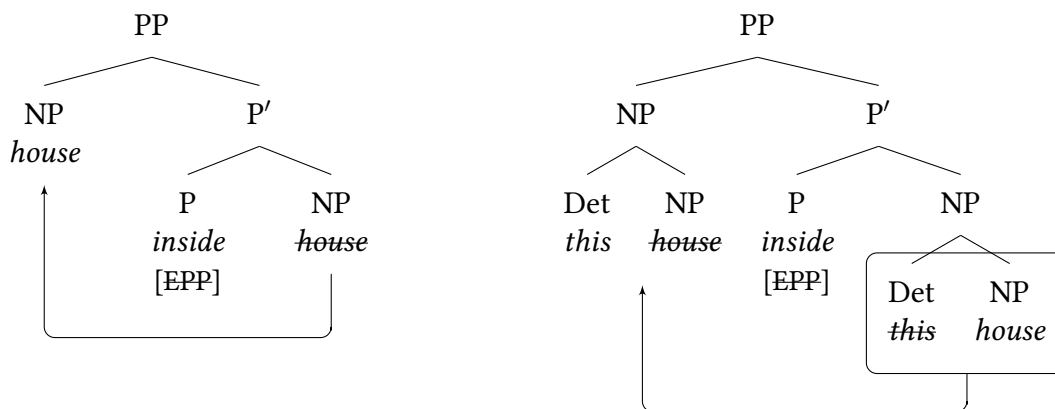 PP PP
NP P′ NP P′
house
P NP Det NP P NP
inside house this house inside
[EPP] [EPP] Det NP
this house